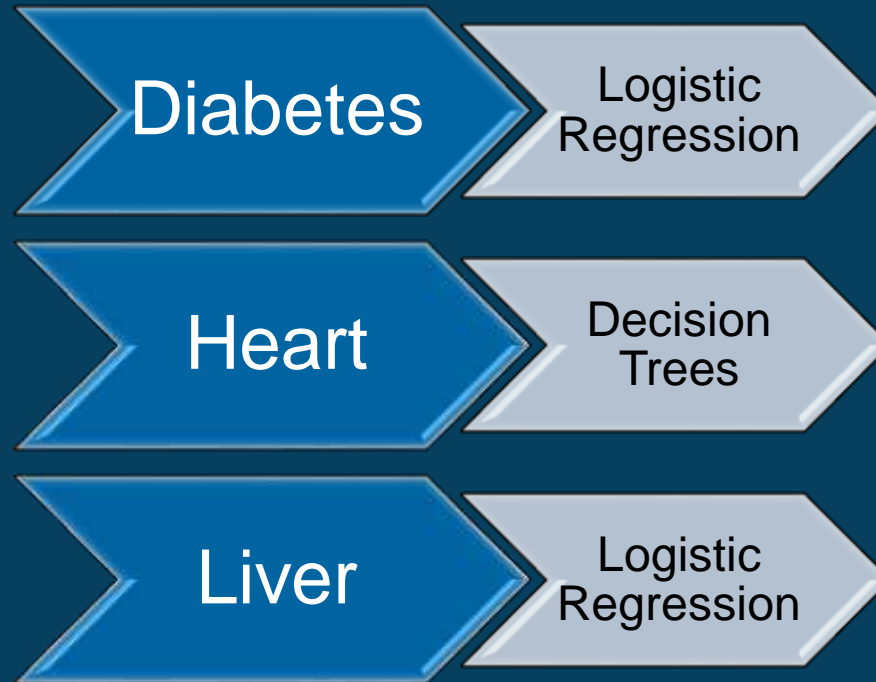 Diabetes
Logistic
Regression
Heart
Decision
Trees
Liver
Logistic
Regression